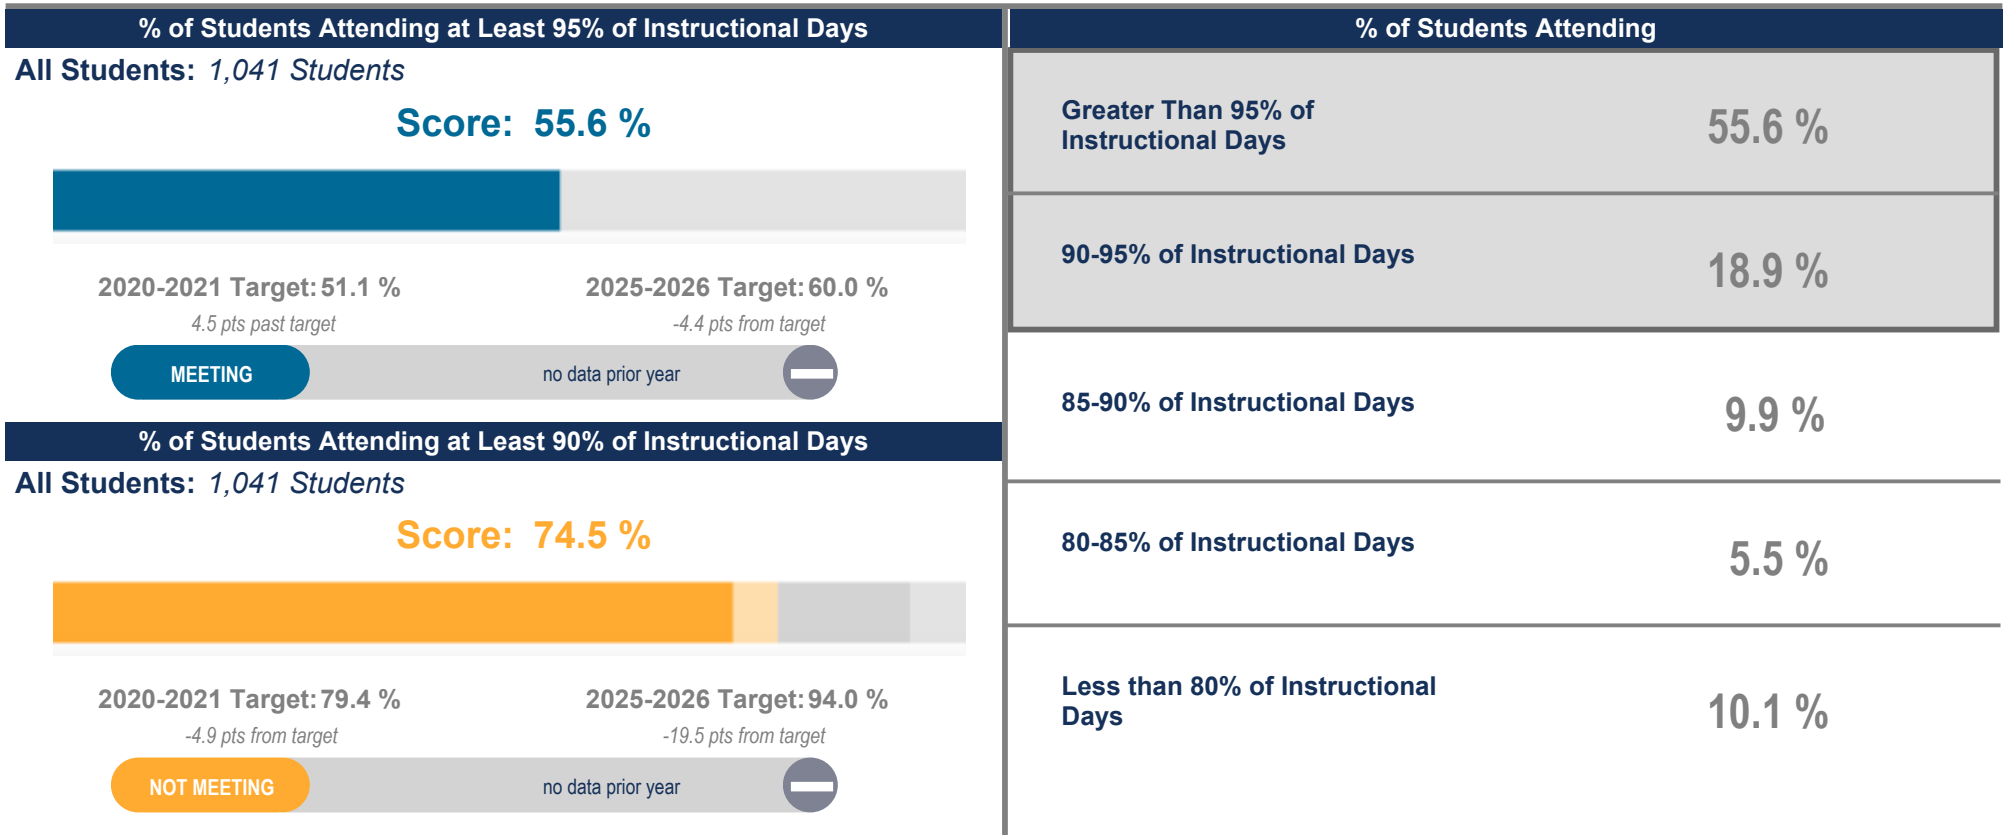 % of Students Attending at Least 95% of Instructional Days
All Students: 1,041 Students
Score: 55.6 %
2020-2021 Target: 51.1 %
4.5 pts past target
2025-2026 Target: 60.0 %
-4.4 pts from target
MEETING
no data prior year
% of Students Attending at Least 90% of Instructional Days
All Students: 1,041 Students
Score: 74.5 %
2020-2021 Target: 79.4 %
-4.9 pts from target
2025-2026 Target: 94.0 %
-19.5 pts from target
NOT MEETING
no data prior year
% of Students Attending
Greater Than 95% of
Instructional Days
55.6 %
90-95% of Instructional Days
18.9 %
85-90% of Instructional Days
9.9 %
80-85% of Instructional Days
5.5 %
Less than 80% of Instructional
Days
10.1 %